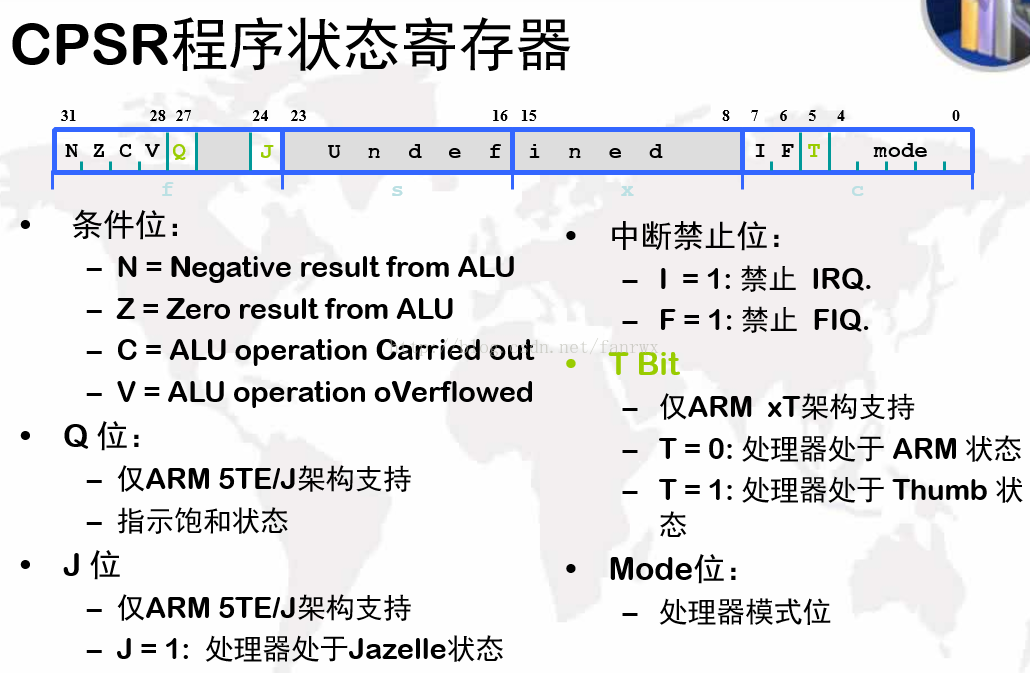 CPSR程序状态寄存器
31 28 27 24 23 16 15 8 7 6 5 4 0
N Z C V Q J U n d e f i n e d I F T mode
f s x c
• 条件位：
– N = Negative result from ALU
– Z = Zero result from ALU
– C = ALU operation Carried out
– V = ALU operation oVerflowed
• Q 位：
– 仅ARM 5TE/J架构支持
– 指示饱和状态
• J 位
– 仅ARM 5TE/J架构支持
– J = 1: 处理器处于Jazelle状态
• 中断禁止位：
– I = 1: 禁止 IRQ.
– F = 1: 禁止 FIQ.
http://blog.csdn.net/fanrwx
• T Bit
– 仅ARM xT架构支持
– T = 0: 处理器处于 ARM 状态
– T = 1: 处理器处于 Thumb 状
态
• Mode位：
– 处理器模式位